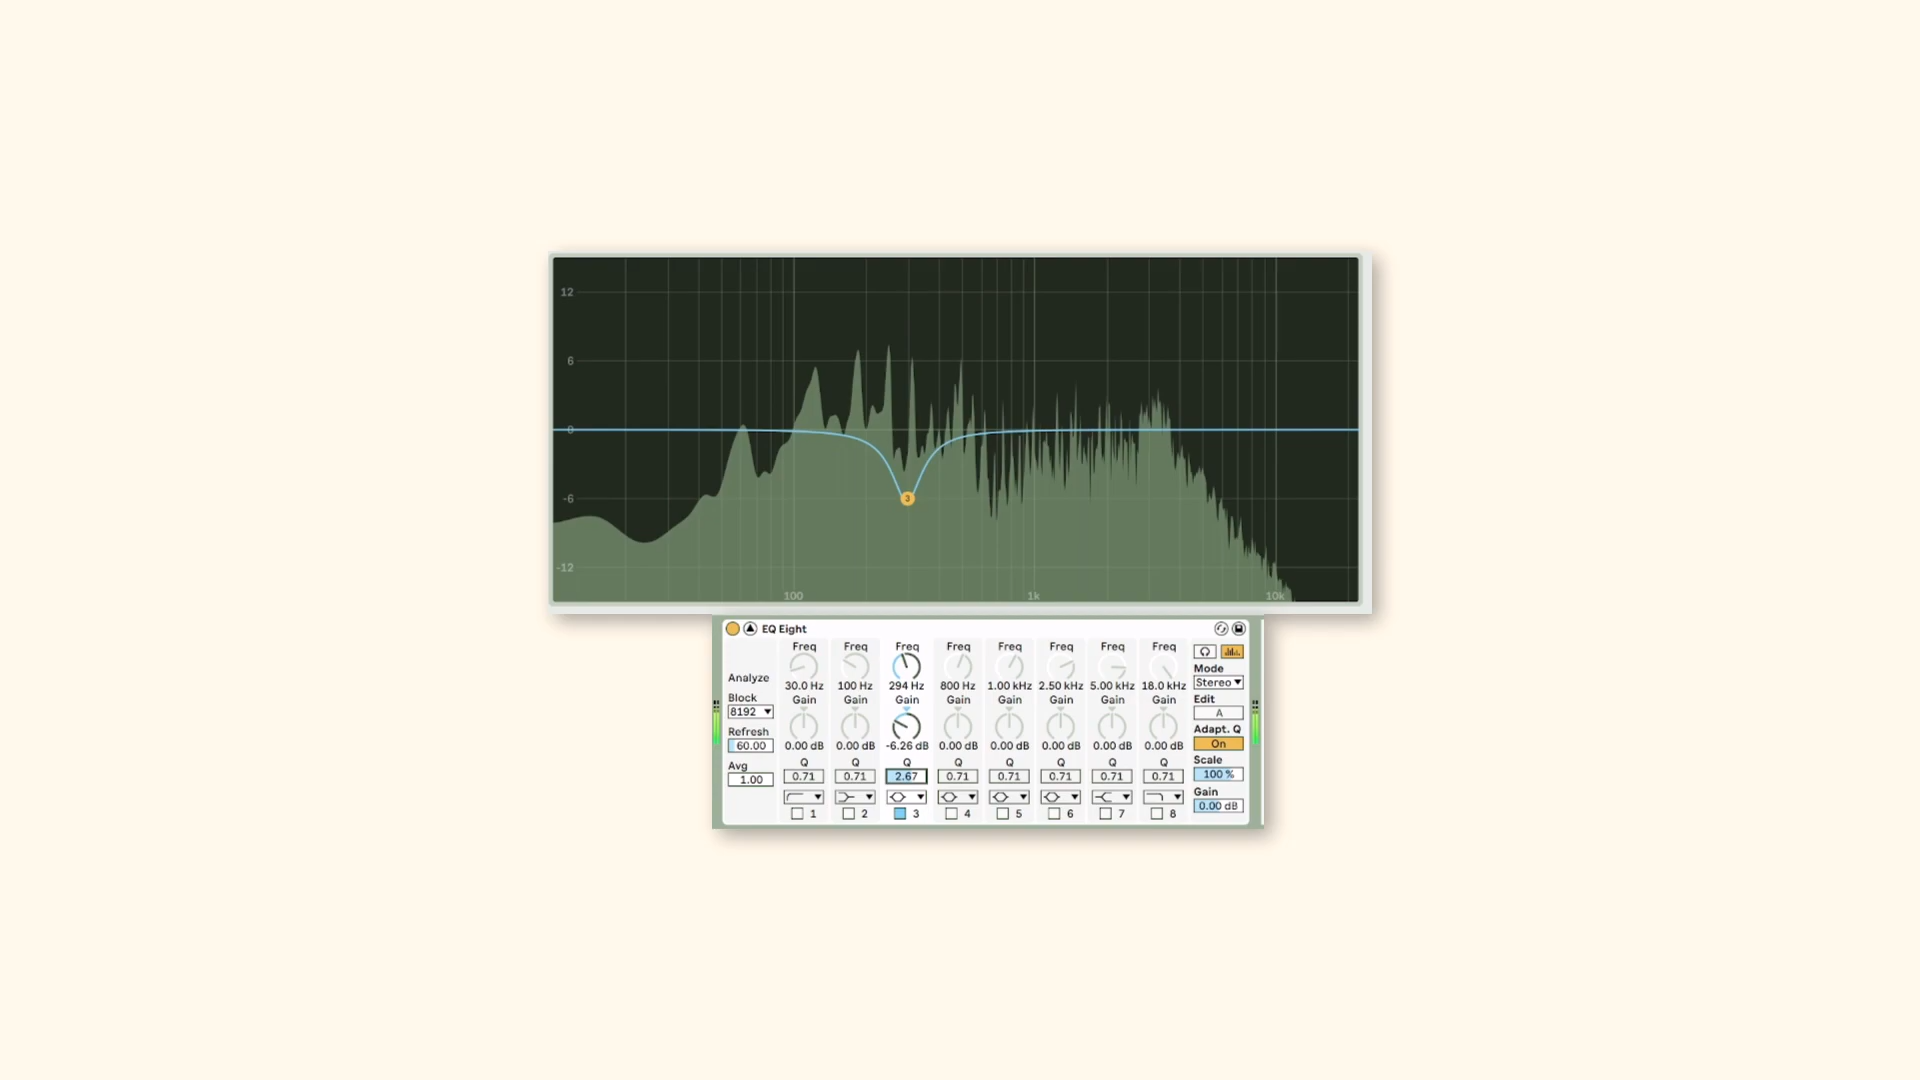 12
6
0
-6
3
-12
100 1k 10k
EQ Eight
Freq Freq Freq Freq Freq Freq Freq Freq
Analyze
30.0 Hz 100 Hz 294 Hz 800 Hz 1.00 kHz 2.50 kHz 5.00 kHz 18.0 kHz
Mode
Stereo
Block
8192
Gain Gain Gain Gain Gain Gain Gain Gain
Edit
A
Refresh
60.00
Adapt. Q
On
0.00 dB 0.00 dB -6.26 dB 0.00 dB 0.00 dB 0.00 dB 0.00 dB 0.00 dB
Avg
1.00
Q Q Q Q Q Q Q Q
0.71 0.71 2.67 0.71 0.71 0.71 0.71 0.71
Scale
100 %
Gain
0.00 dB
1 2 3 4 5 6 7 8